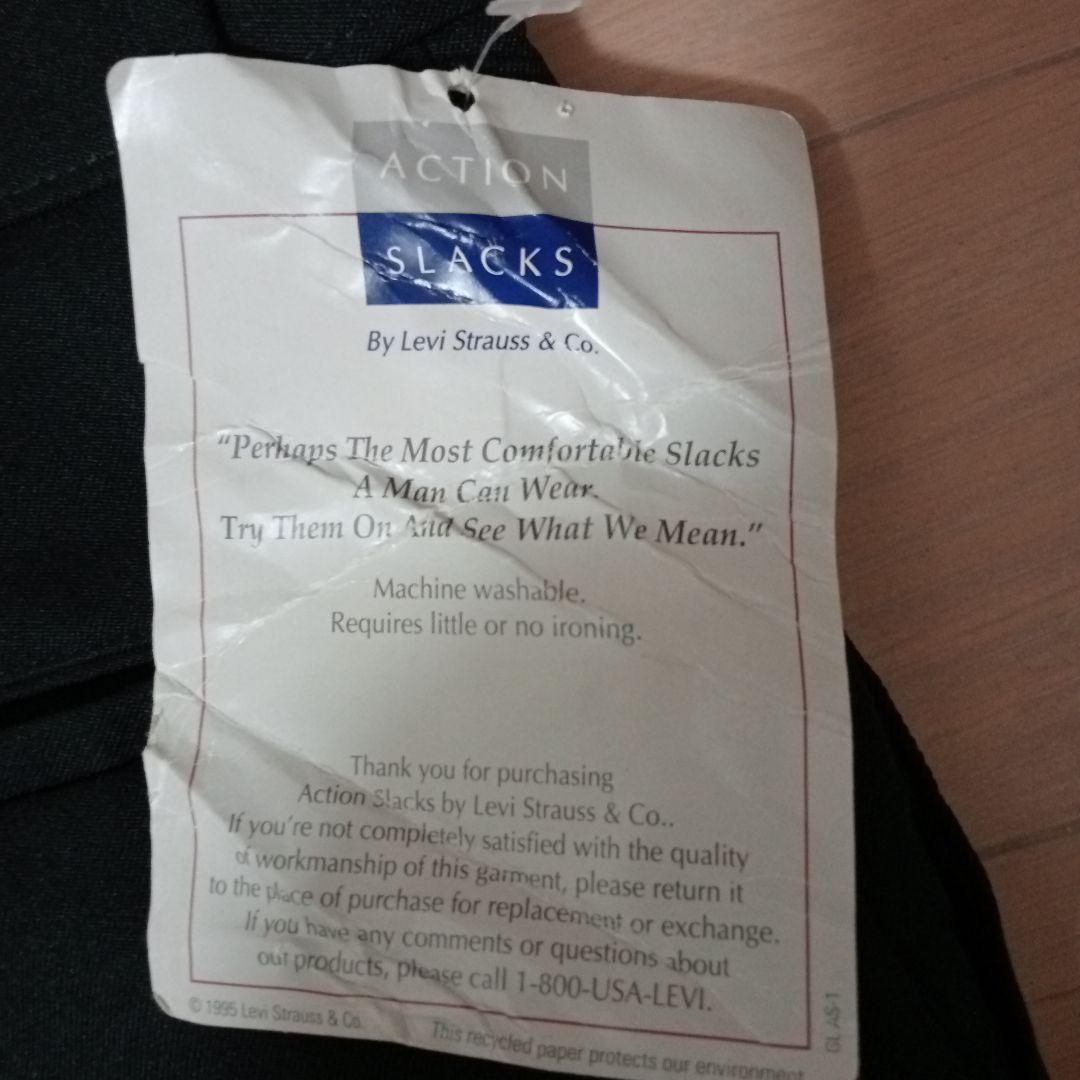 ACTION
SLACKS
By Levi Strauss & Co.
“Perhaps The Most Comfortable Slacks
A Man Can Wear.
Try Them On And See What We Mean.”
Machine washable.
Requires little or no ironing.
Thank you for purchasing
Action Slacks by Levi Strauss & Co..
If you're not completely satisfied with the quality
of workmanship of this garment, please return it
to the place of purchase for replacement or exchange.
If you have any comments or questions about
our products, please call 1-800-USA-LEVI.
© 1995 Levi Strauss & Co.
This recycled paper protects our environment
GL AS-1